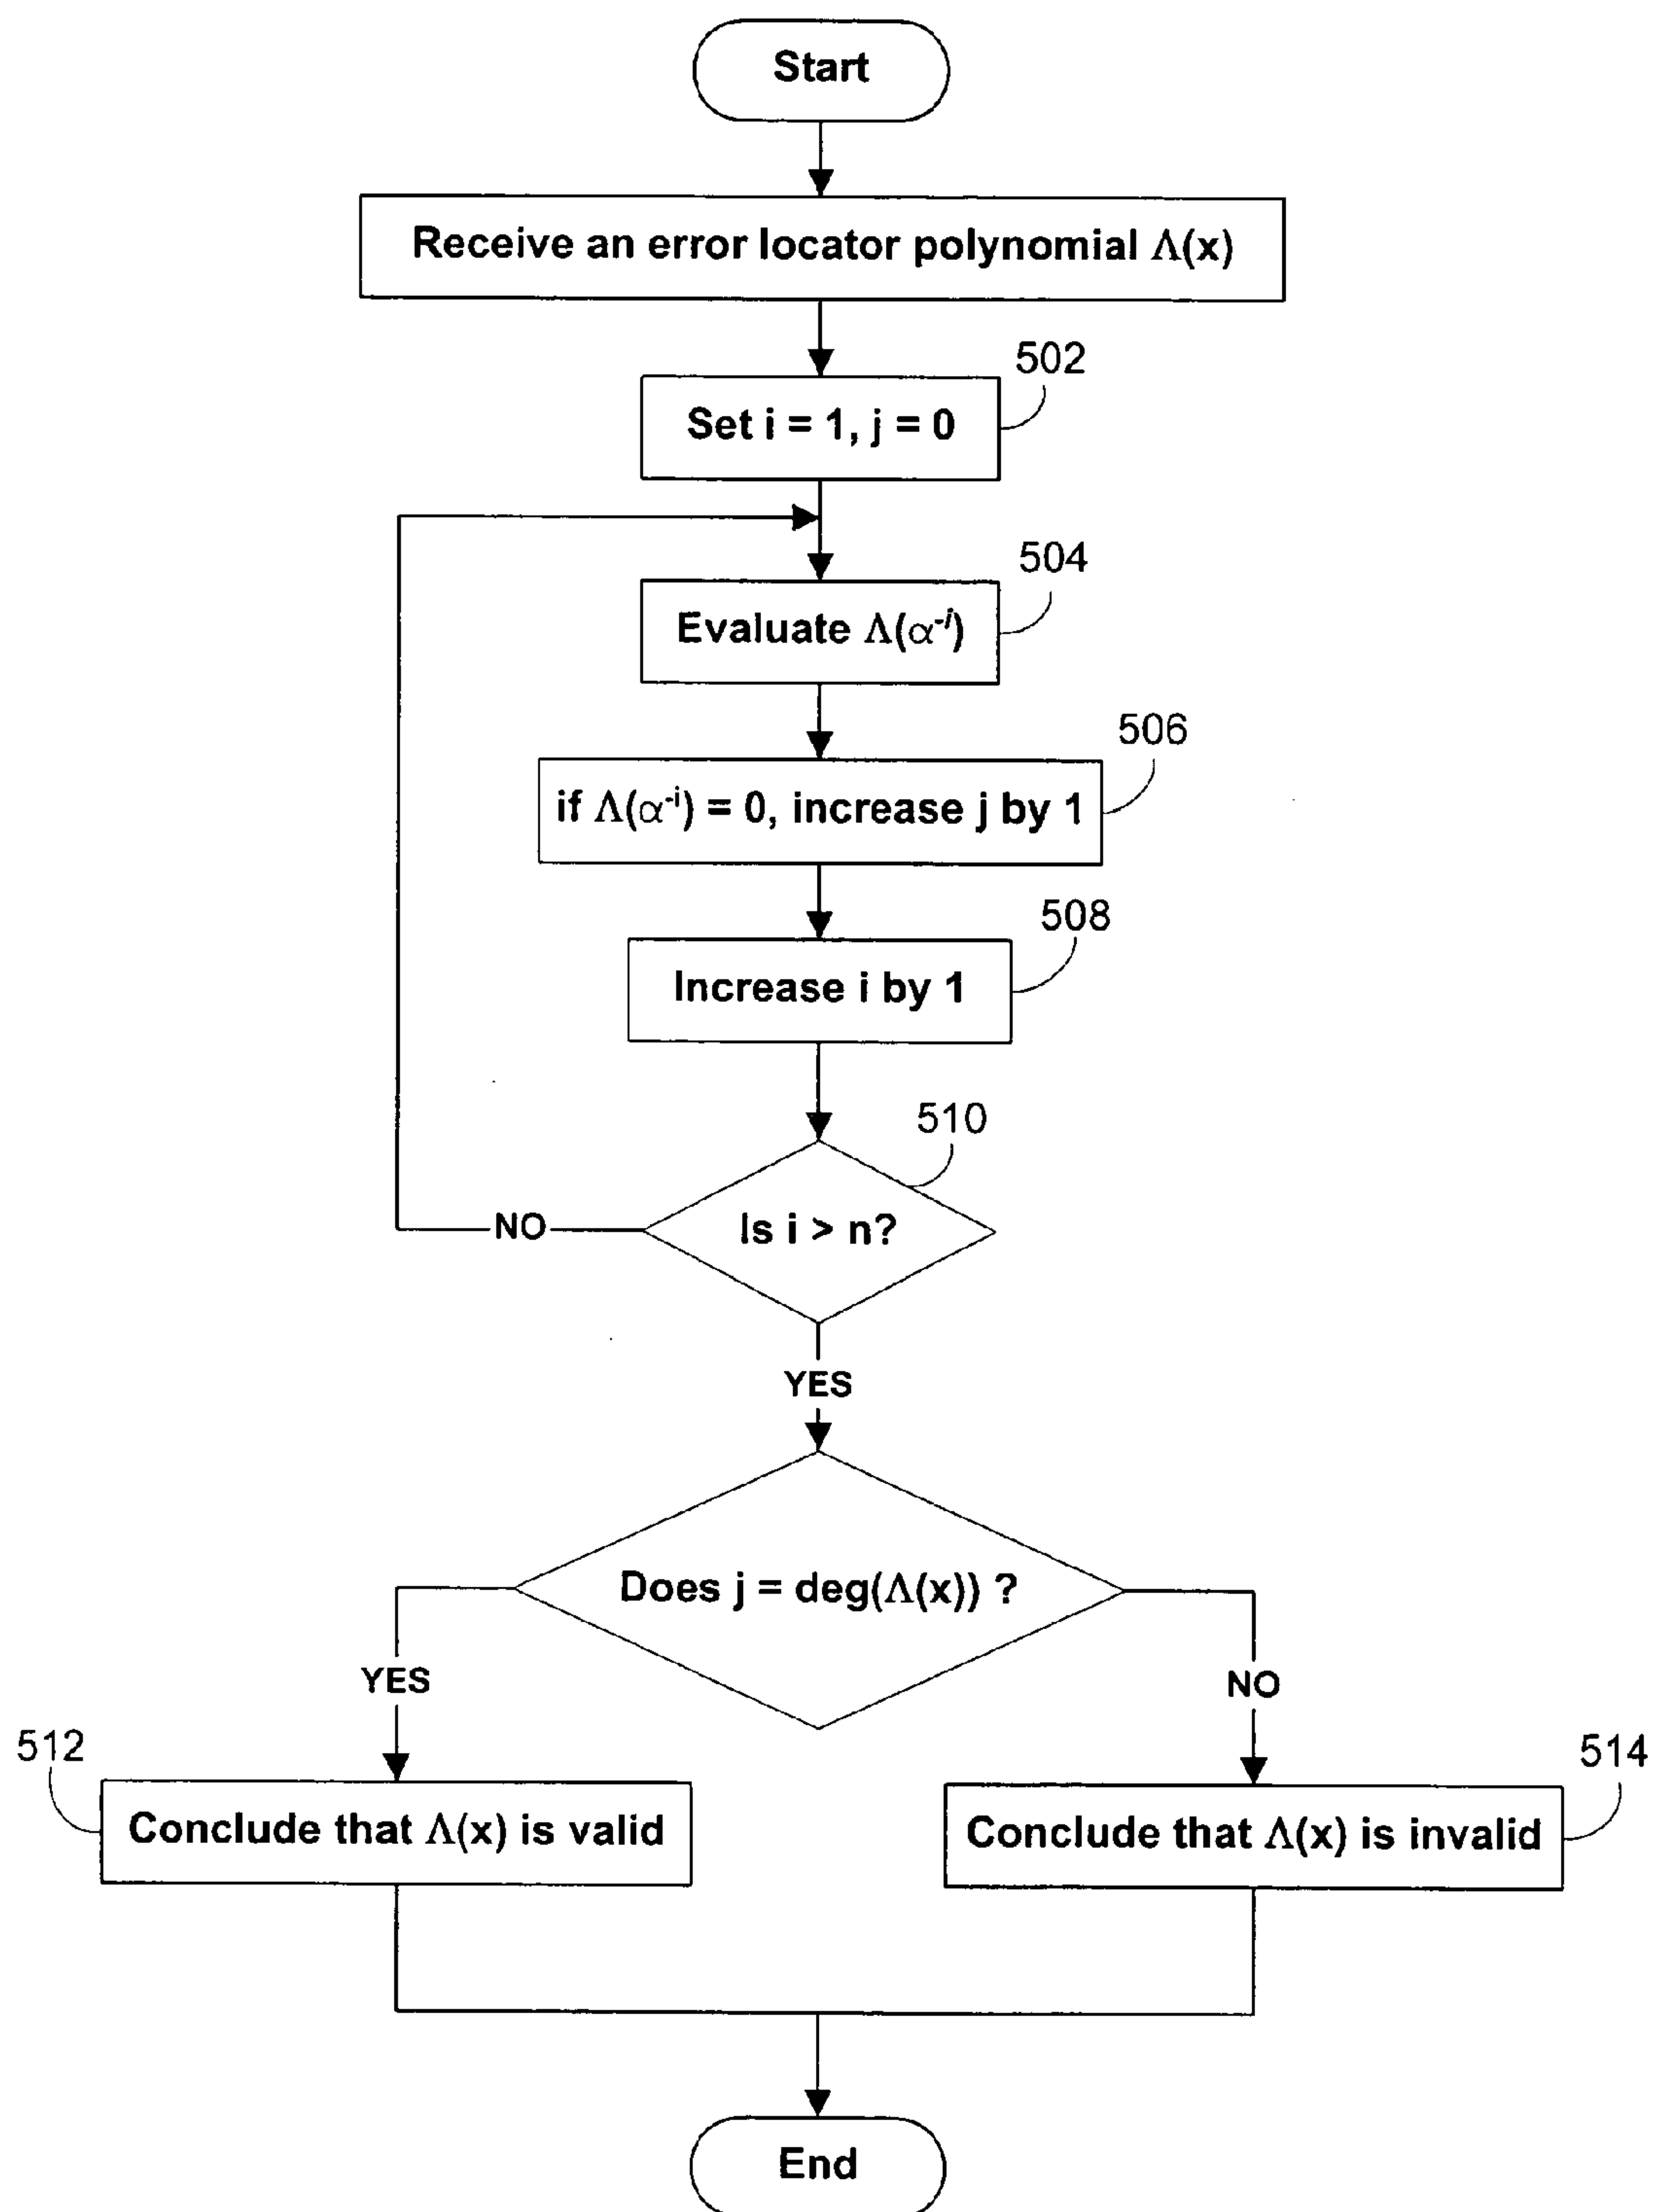 Start
Receive an error locator polynomial Λ(x)
502
Set i = 1, j = 0
504
Evaluate Λ(α⁻ⁱ)
506
if Λ(α⁻ⁱ) = 0, increase j by 1
508
Increase i by 1
510
Is i > n?
NO
YES
Does j = deg(Λ(x)) ?
YES
NO
512
514
Conclude that Λ(x) is valid
Conclude that Λ(x) is invalid
End